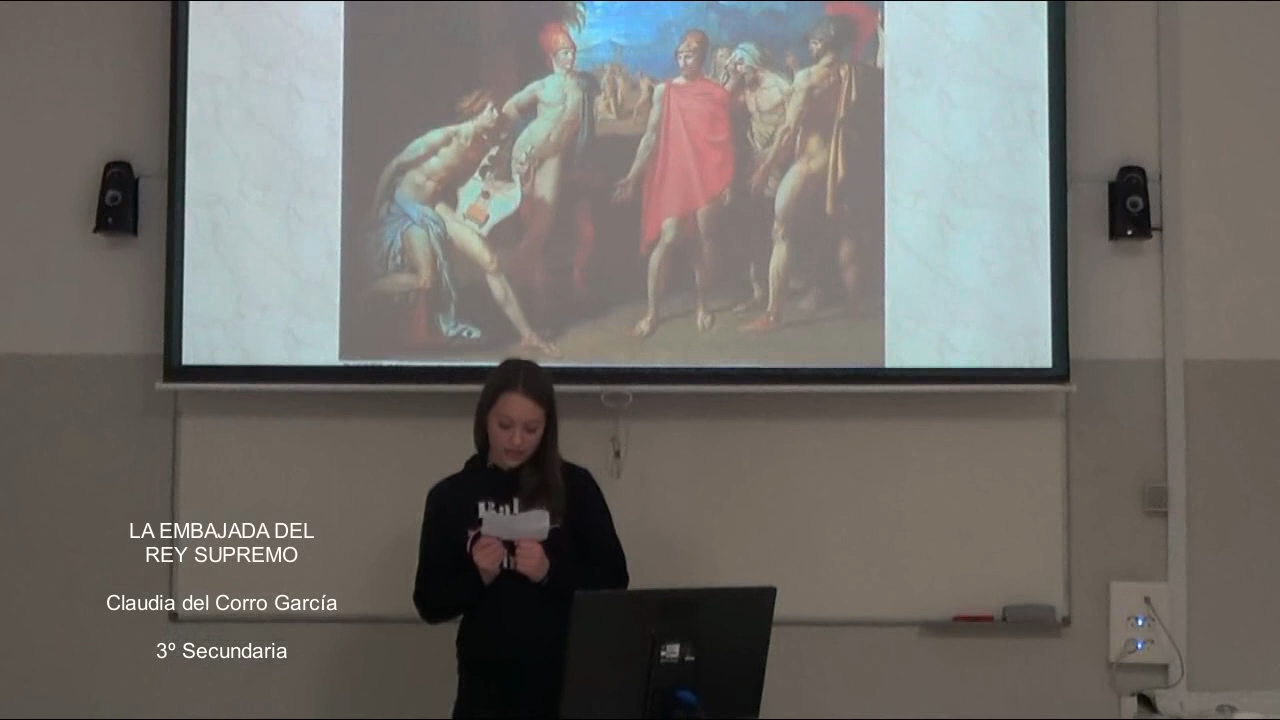 LA EMBAJADA DEL
REY SUPREMO
Claudia del Corro García
3º Secundaria